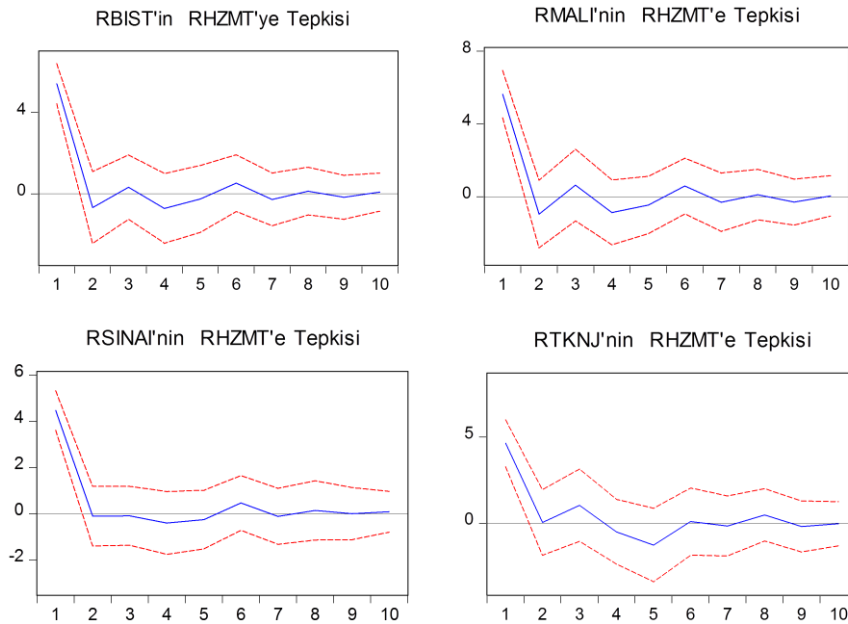 RBIST'in RHZMT'ye Tepkisi
4
0
1 2 3 4 5 6 7 8 9 10
RMALI'nin RHZMT'e Tepkisi
8
4
0
1 2 3 4 5 6 7 8 9 10
RSINAI'nin RHZMT'e Tepkisi
6
4
2
0
-2
1 2 3 4 5 6 7 8 9 10
RTKNJ'nin RHZMT'e Tepkisi
5
0
1 2 3 4 5 6 7 8 9 10